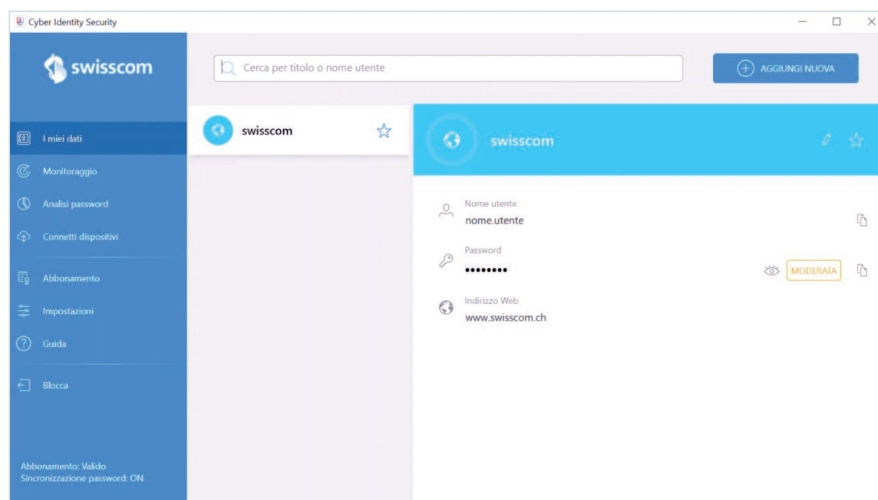 Cyber Identity Security
swisscom
Cerca per titolo o nome utente
AGGIUNGI NUOVA
I miei dati
Monitoraggio
Analisi password
Connetti dispositivi
Abbonamento
Impostazioni
Guida
Blocca
Abbonamento: Valido
Sincronizzazione password: ON
swisscom
swisscom
Nome utente
nome.utente
Password
••••••••
MODERATA
Indirizzo Web
www.swisscom.ch